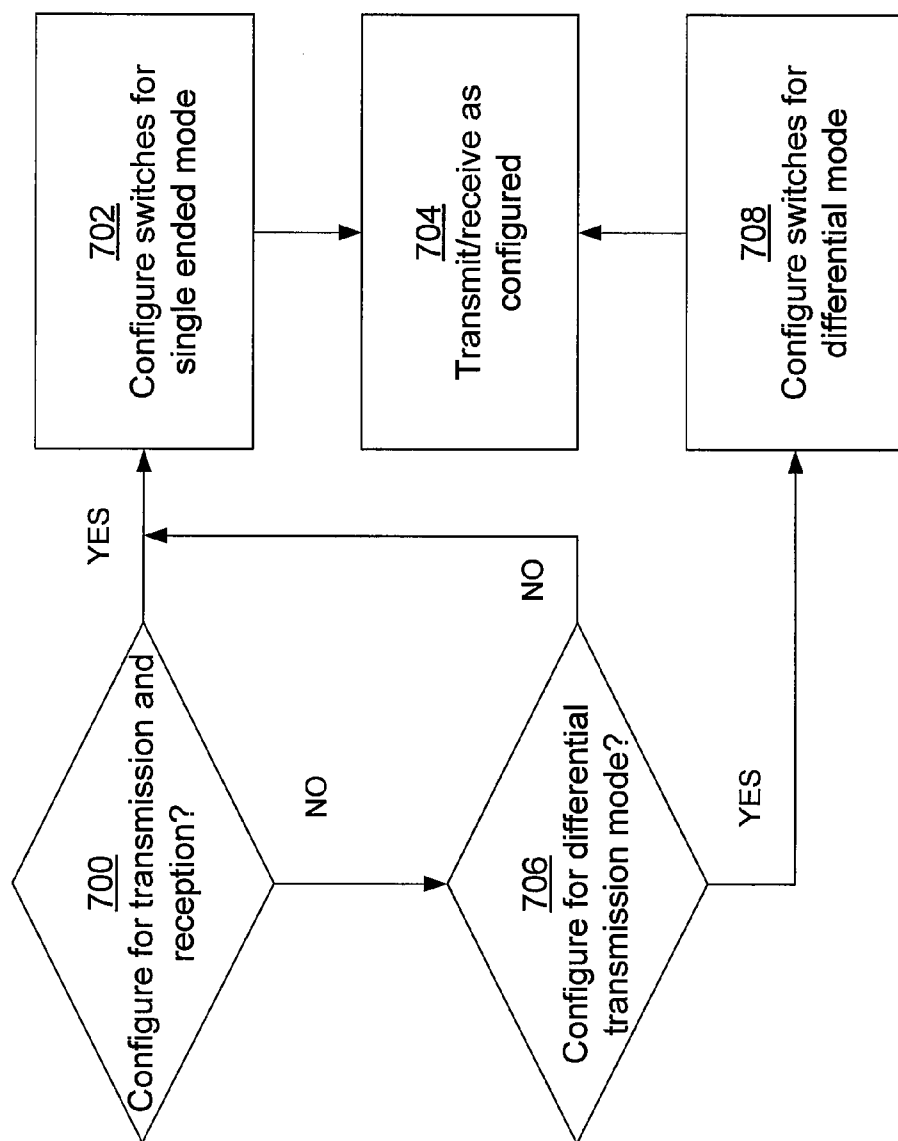 700
Configure for transmission and
reception?
YES
NO
702
Configure switches for
single ended mode
704
Transmit/receive as
configured
706
Configure for differential
transmission mode?
NO
YES
708
Configure switches for
differential mode